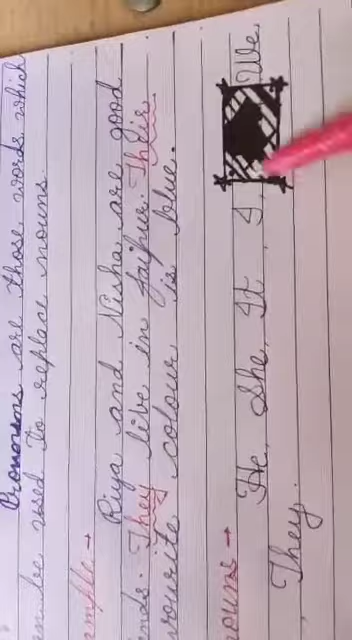 Pronouns are those words which
be used to replace nouns.
Riya and Nisha are good
They live in Jaipur. Their
colour is blue.
He, She, It, I, We,
They.